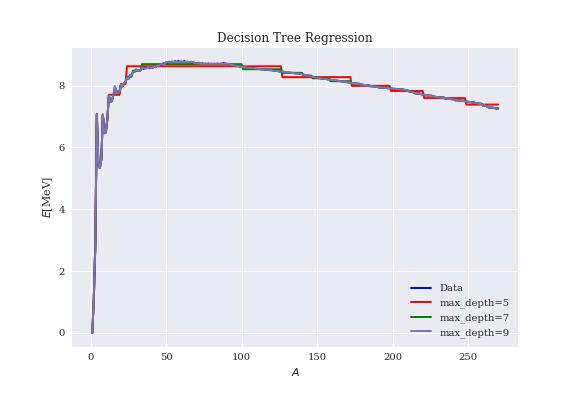 Decision Tree Regression
E[MeV]
8
6
4
2
0
0
50
100
150
200
250
A
Data
max_depth=5
max_depth=7
max_depth=9